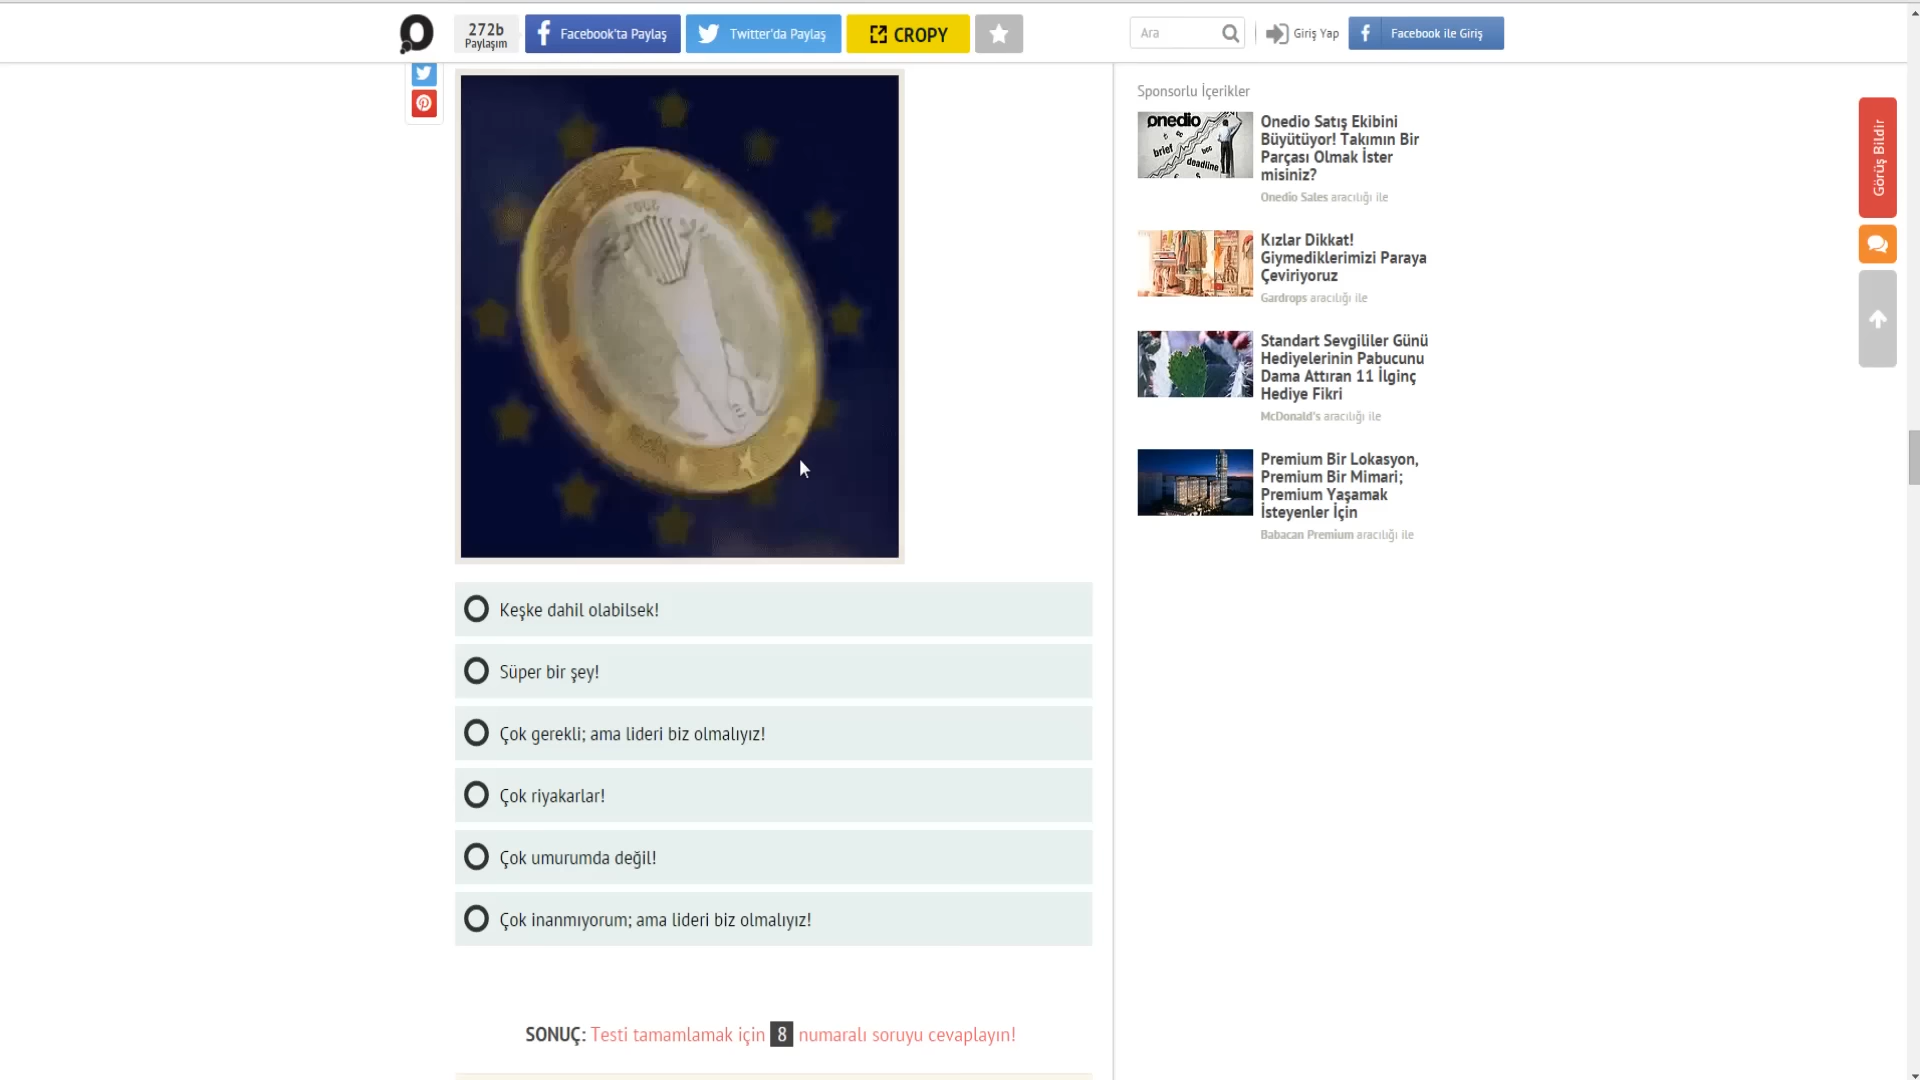 272b
Paylaşım
Facebook'ta Paylaş
Twitter'da Paylaş
CROPY
Ara
Giriş Yap
Facebook ile Giriş
Sponsorlu İçerikler
onedio
brief
deadline
Onedio Satış Ekibini
Büyütüyor! Takımın Bir
Parçası Olmak İster
misiniz?
Onedio Sales aracılığı ile
Kızlar Dikkat!
Giymediklerimizi Paraya
Çeviriyoruz
Gardrops aracılığı ile
Standart Sevgililer Günü
Hediyelerinin Pabucunu
Dama Attıran 11 İlginç
Hediye Fikri
McDonald's aracılığı ile
Premium Bir Lokasyon,
Premium Bir Mimari;
Premium Yaşamak
İsteyenler İçin
Babacan Premium aracılığı ile
Görüş Bildir
2002
Keşke dahil olabilsek!
Süper bir şey!
Çok gerekli; ama lideri biz olmalıyız!
Çok riyakarlar!
Çok umurumda değil!
Çok inanmıyorum; ama lideri biz olmalıyız!
SONUÇ: Testi tamamlamak için 8 numaralı soruyu cevaplayın!